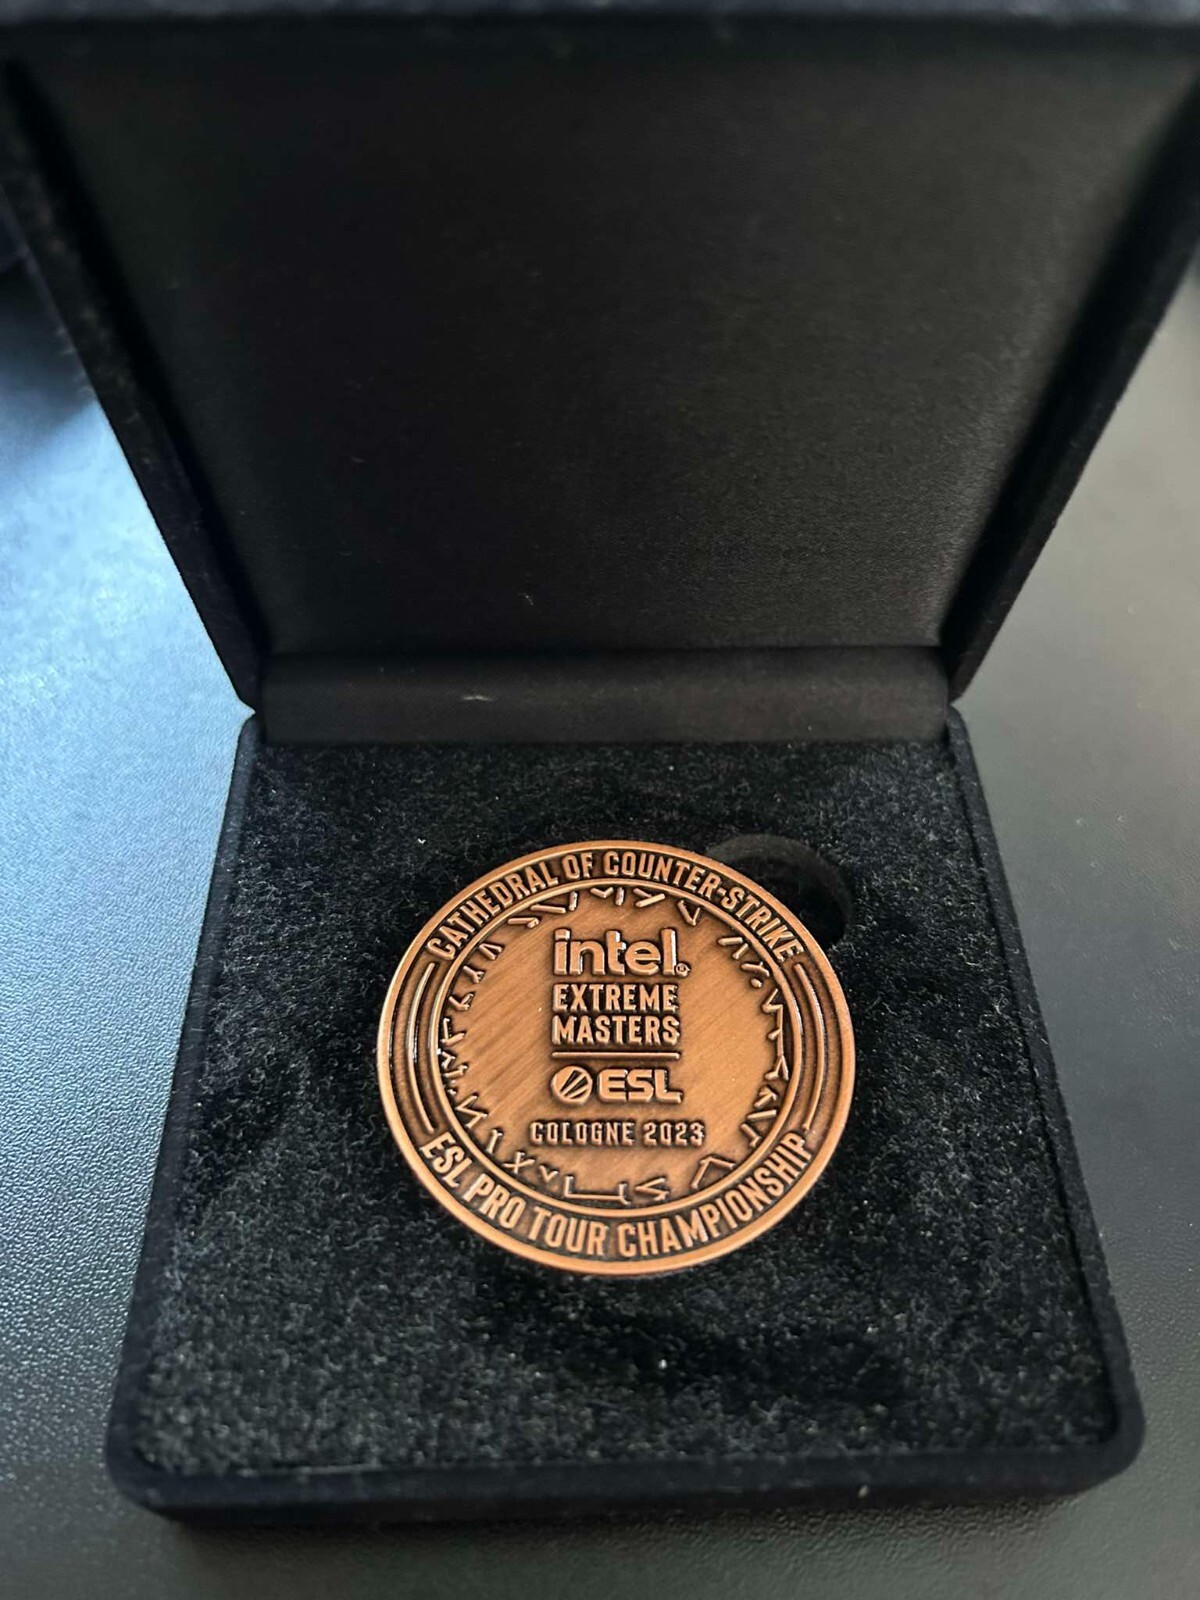 CATHEDRAL OF COUNTER-STRIKE
intel®
EXTREME
MASTERS
ESL
COLOGNE 2023
ESL PRO TOUR CHAMPIONSHIP